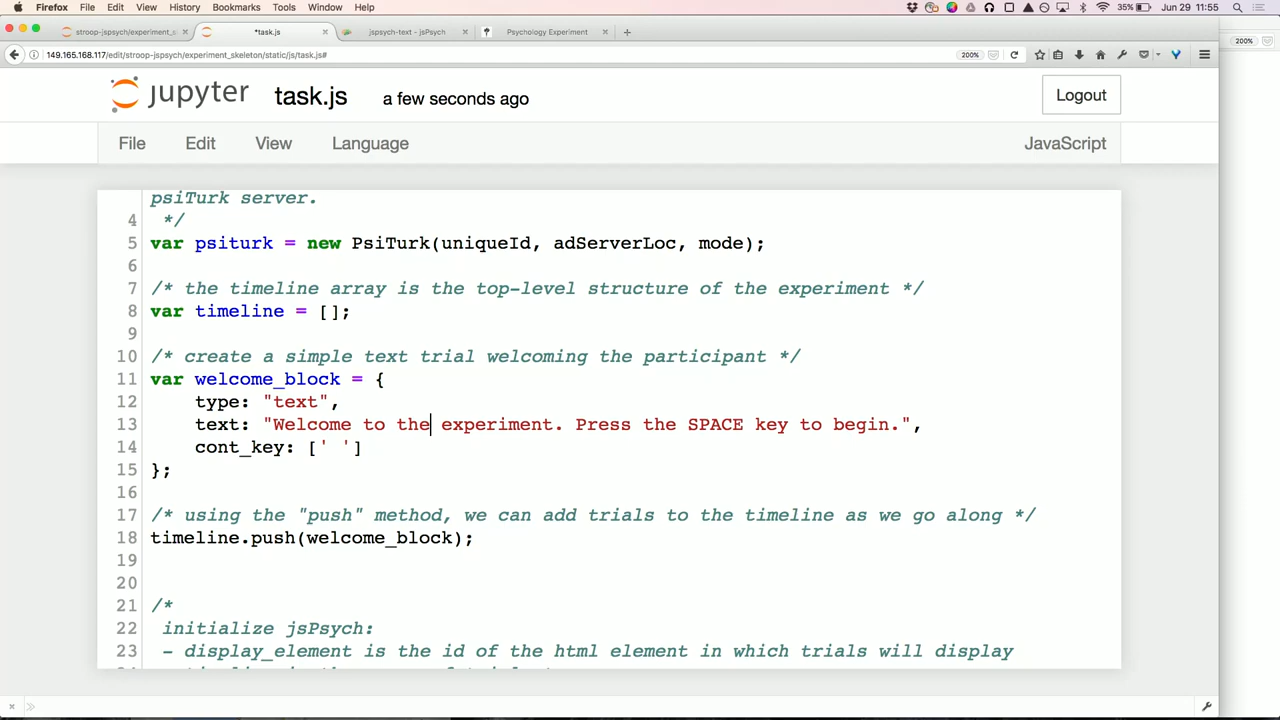 Firefox File Edit View History Bookmarks Tools Window Help 35% Jun 29 11:55
stroop-jspsych/experiment_s *task.js jspsych-text - jsPsych Psychology Experiment
149.165.168.117/edit/stroop-jspsych/experiment_skeleton/static/js/task.js# 200% 200%
jupyter task.js a few seconds ago Logout
File Edit View Language JavaScript
psiTurk server.
4 */
5 var psiturk = new PsiTurk(uniqueId, adServerLoc, mode);
6
7 /* the timeline array is the top-level structure of the experiment */
8 var timeline = [];
9
10 /* create a simple text trial welcoming the participant */
11 var welcome_block = {
12 type: "text",
13 text: "Welcome to the experiment. Press the SPACE key to begin.",
14 cont_key: [' ']
15 };
16
17 /* using the "push" method, we can add trials to the timeline as we go along */
18 timeline.push(welcome_block);
19
20
21 /*
22 initialize jsPsych:
23 - display_element is the id of the html element in which trials will display